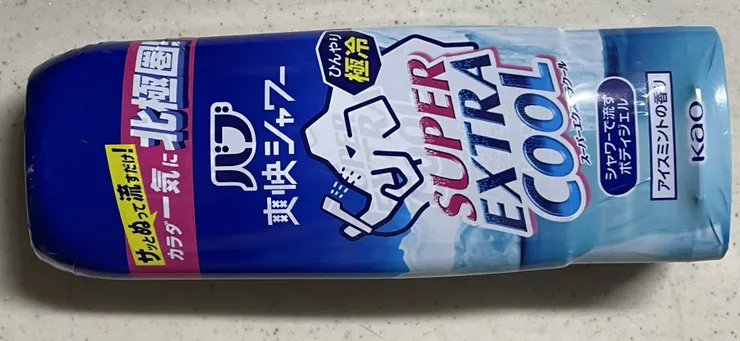 サッとぬって流すだけ!
カラダ一気に
北極圏!
バブ
爽快シャワー
ひんやり
極冷
SUPER
EXTRA
COOL
スーパーエクストラクール
シャワーで流す
ボディジェル
アイスミントの香り
Kao